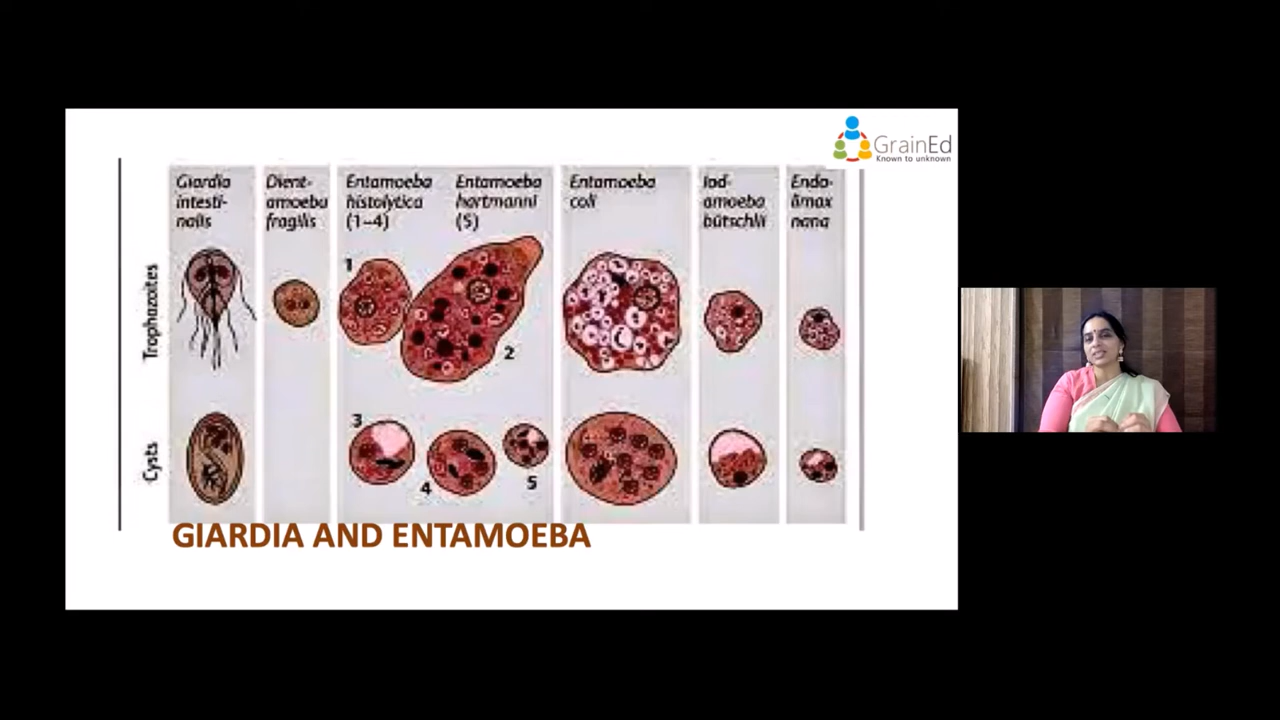 GrainEd
Known to unknown
Giardia
intesti-
nalis
Dient-
amoeba
fragilis
Entamoeba
histolytica
(1–4)
Entamoeba
hartmanni
(5)
Entamoeba
coli
Iod-
amoeba
bütschlii
Endo-
limax
nana
Trophozoites
1
2
Cysts
3
4
5
GIARDIA AND ENTAMOEBA